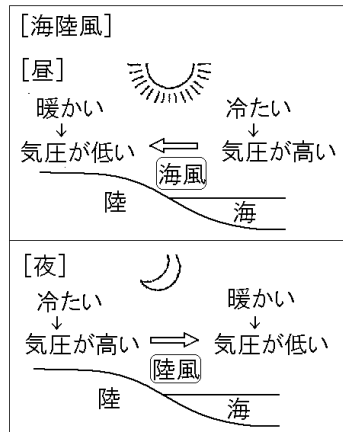 [海陸風]
[昼]
暖かい 冷たい
↓ ↓
気圧が低い ⇐ 気圧が高い
海風
陸 海
[夜]
冷たい 暖かい
↓ ↓
気圧が高い ⇒ 気圧が低い
陸風
陸 海